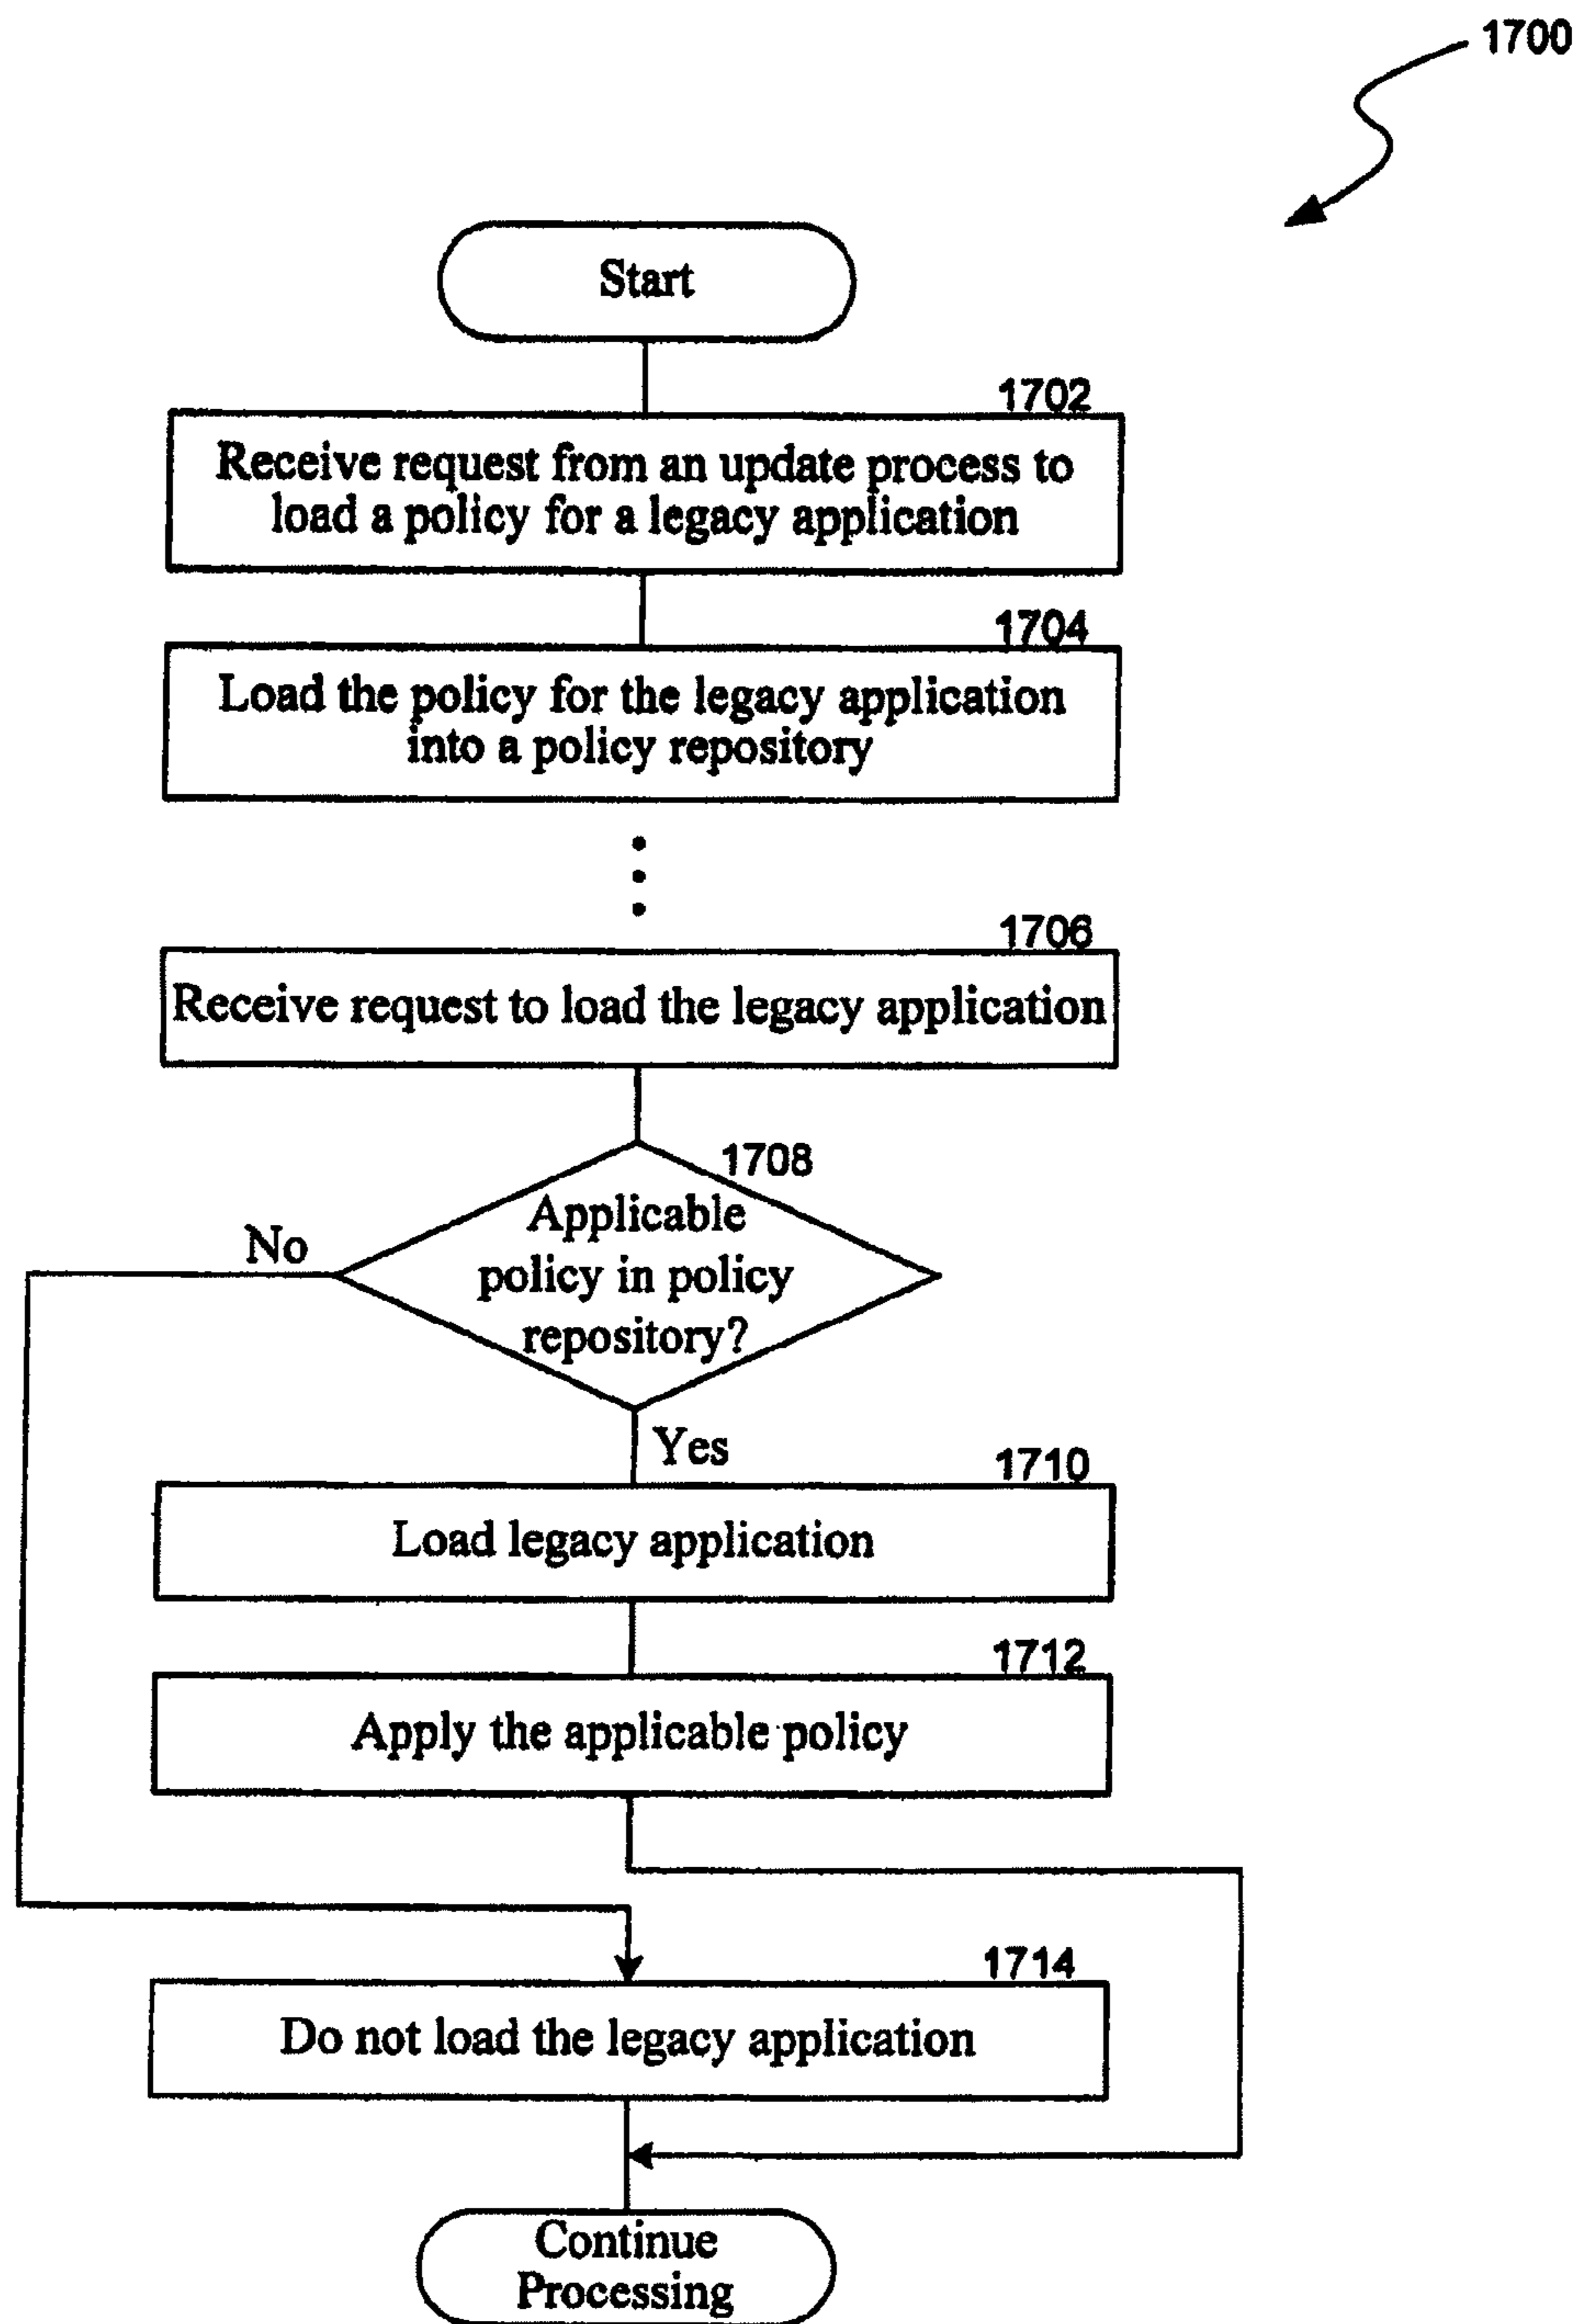 1700
Start
1702
Receive request from an update process to
load a policy for a legacy application
1704
Load the policy for the legacy application
into a policy repository
1706
Receive request to load the legacy application
1708
Applicable
policy in policy
repository?
No
Yes
1710
Load legacy application
1712
Apply the applicable policy
1714
Do not load the legacy application
Continue
Processing